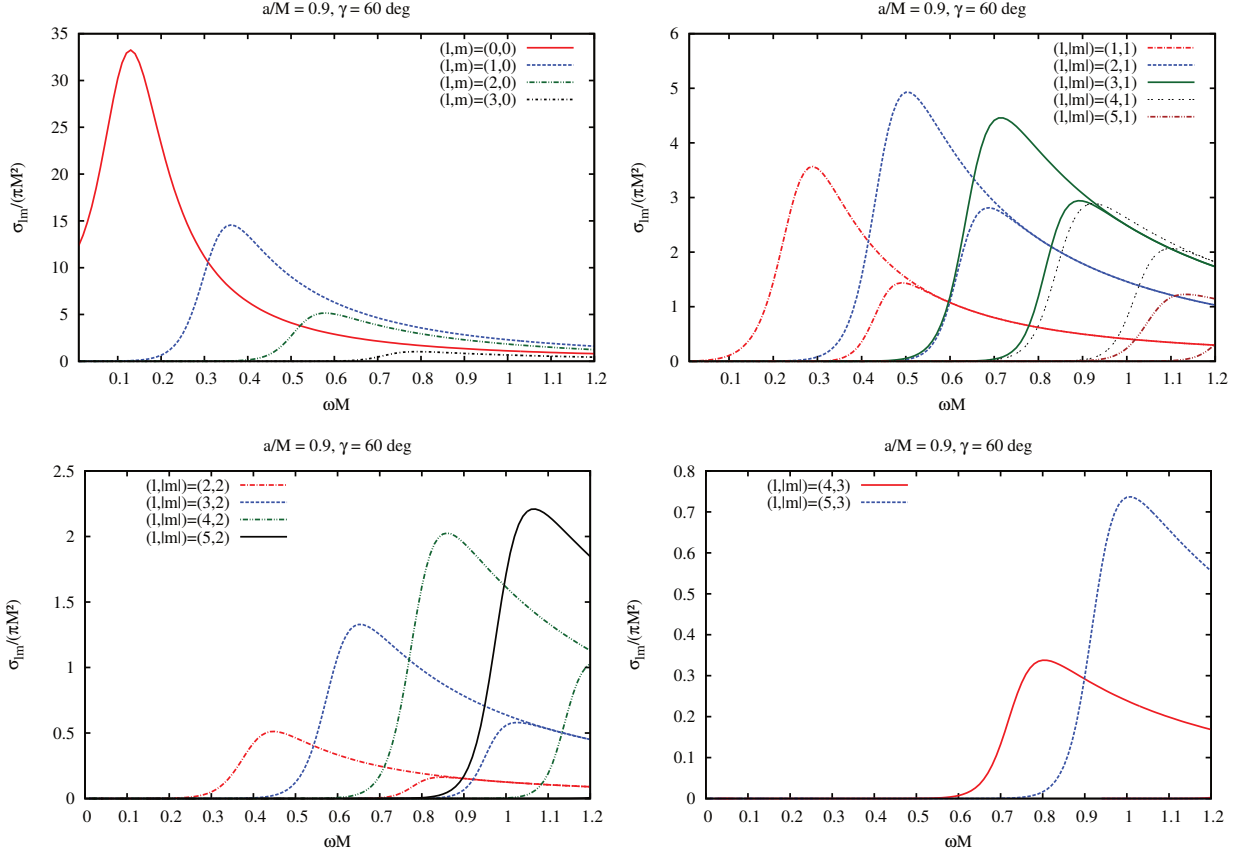 a/M = 0.9, γ = 60 deg
35
30
25
20
15
10
5
0
σlm/(πM²)
(l,m)=(0,0)
(l,m)=(1,0)
(l,m)=(2,0)
(l,m)=(3,0)
0.1 0.2 0.3 0.4 0.5 0.6 0.7 0.8 0.9 1 1.1 1.2
ωM
a/M = 0.9, γ = 60 deg
6
5
4
3
2
1
0
σlm/(πM²)
(l,|m|)=(1,1)
(l,|m|)=(2,1)
(l,|m|)=(3,1)
(l,|m|)=(4,1)
(l,|m|)=(5,1)
0.1 0.2 0.3 0.4 0.5 0.6 0.7 0.8 0.9 1 1.1 1.2
ωM
a/M = 0.9, γ = 60 deg
2.5
2
1.5
1
0.5
0
σlm/(πM²)
(l,|m|)=(2,2)
(l,|m|)=(3,2)
(l,|m|)=(4,2)
(l,|m|)=(5,2)
0 0.1 0.2 0.3 0.4 0.5 0.6 0.7 0.8 0.9 1 1.1 1.2
ωM
a/M = 0.9, γ = 60 deg
0.8
0.7
0.6
0.5
0.4
0.3
0.2
0.1
0
σlm/(πM²)
(l,|m|)=(4,3)
(l,|m|)=(5,3)
0 0.1 0.2 0.3 0.4 0.5 0.6 0.7 0.8 0.9 1 1.1 1.2
ωM